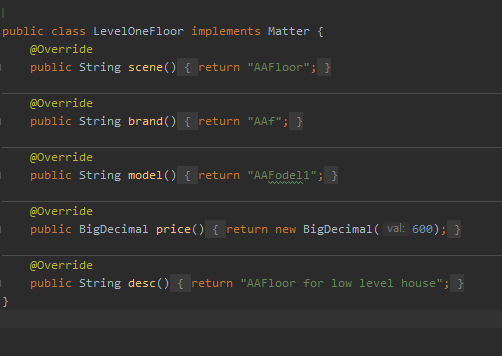 public class LevelOneFloor implements Matter {
@Override
public String scene() { return "AAFloor"; }
@Override
public String brand() { return "AAf"; }
@Override
public String model() { return "AAFodel1"; }
@Override
public BigDecimal price() { return new BigDecimal( val: 600); }
@Override
public String desc() { return "AAFloor for low level house"; }
}